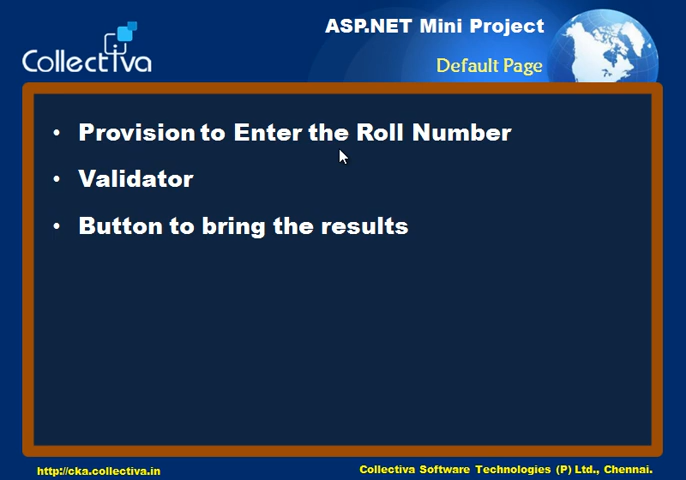 Collectiva
ASP.NET Mini Project
Default Page
• Provision to Enter the Roll Number
• Validator
• Button to bring the results
http://cka.collectiva.in
Collectiva Software Technologies (P) Ltd., Chennai.